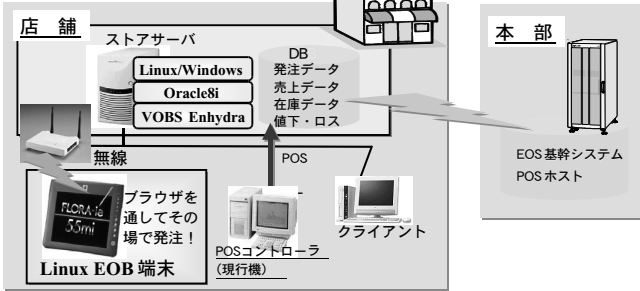 店 舗
ストアサーバ
Linux/Windows
Oracle8i
VOBS Enhydra
DB
発注データ
売上データ
在庫データ
値下・ロス
本 部
EOS基幹システム
POSホスト
無線
POS
FLORA-ie
55mi
ブラウザを
通してその
場で発注！
Linux EOB 端末
POSコントローラ
(現行機)
クライアント